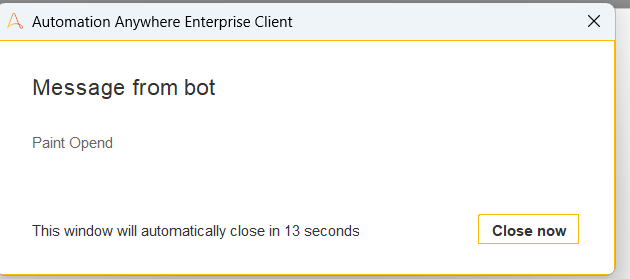 Automation Anywhere Enterprise Client
Message from bot
Paint Opend
This window will automatically close in 13 seconds
Close now